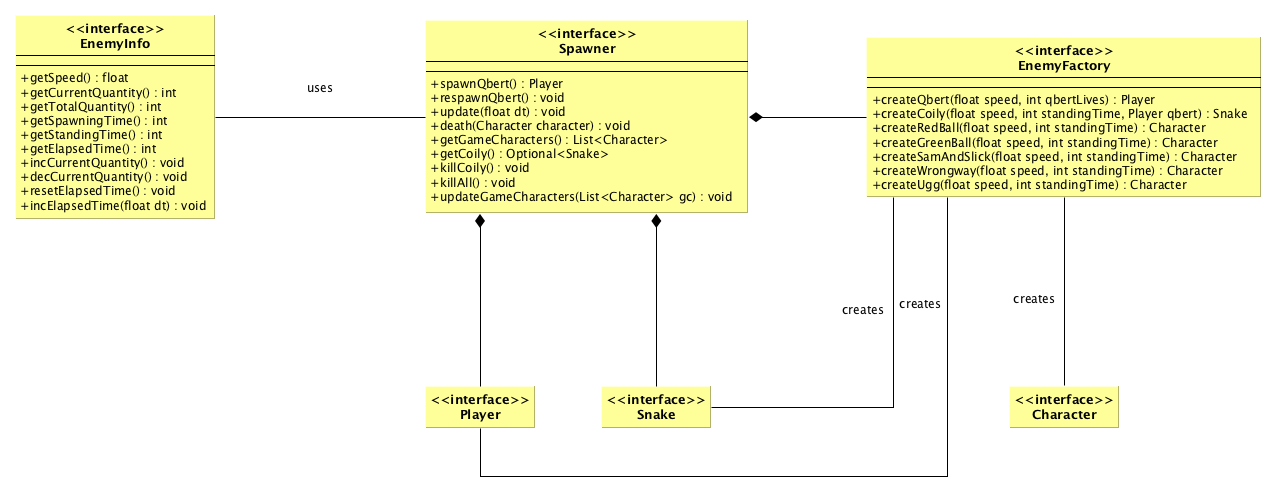 <<interface>>
EnemyInfo
+getSpeed() : float
+getCurrentQuantity() : int
+getTotalQuantity() : int
+getSpawningTime() : int
+getStandingTime() : int
+getElapsedTime() : int
+incCurrentQuantity() : void
+decCurrentQuantity() : void
+resetElapsedTime() : void
+incElapsedTime(float dt) : void
uses
<<interface>>
Spawner
+spawnQbert() : Player
+respawnQbert() : void
+update(float dt) : void
+death(Character character) : void
+getGameCharacters() : List<Character>
+getCoily() : Optional<Snake>
+killCoily() : void
+killAll() : void
+updateGameCharacters(List<Character> gc) : void
<<interface>>
EnemyFactory
+createQbert(float speed, int qbertLives) : Player
+createCoily(float speed, int standingTime, Player qbert) : Snake
+createRedBall(float speed, int standingTime) : Character
+createGreenBall(float speed, int standingTime) : Character
+createSamAndSlick(float speed, int standingTime) : Character
+createWrongway(float speed, int standingTime) : Character
+createUgg(float speed, int standingTime) : Character
creates
creates
creates
<<interface>>
Player
<<interface>>
Snake
<<interface>>
Character